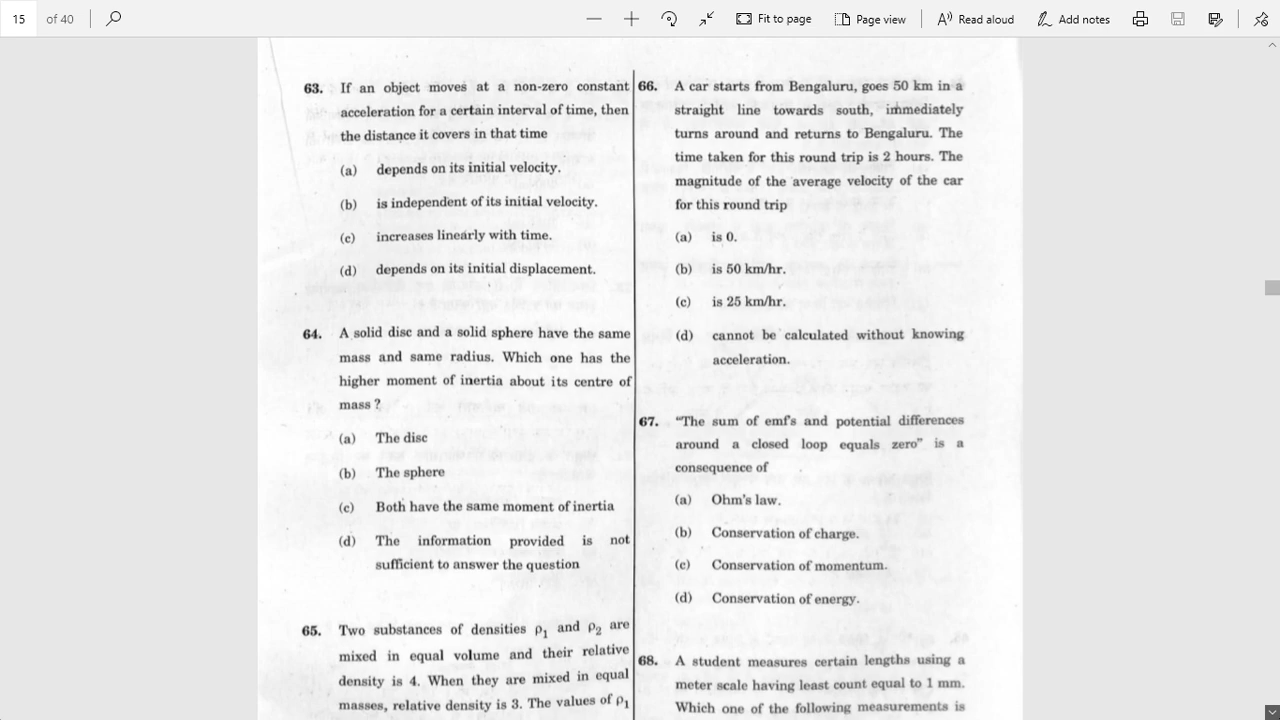 15 of 40
Fit to page
Page view
Read aloud
Add notes
63. If an object moves at a non-zero constant
acceleration for a certain interval of time, then
the distance it covers in that time
(a) depends on its initial velocity.
(b) is independent of its initial velocity.
(c) increases linearly with time.
(d) depends on its initial displacement.
64. A solid disc and a solid sphere have the same
mass and same radius. Which one has the
higher moment of inertia about its centre of
mass ?
(a) The disc
(b) The sphere
(c) Both have the same moment of inertia
(d) The information provided is not
sufficient to answer the question
65. Two substances of densities ρ₁ and ρ₂ are
mixed in equal volume and their relative
density is 4. When they are mixed in equal
masses, relative density is 3. The values of ρ₁
66. A car starts from Bengaluru, goes 50 km in a
straight line towards south, immediately
turns around and returns to Bengaluru. The
time taken for this round trip is 2 hours. The
magnitude of the average velocity of the car
for this round trip
(a) is 0.
(b) is 50 km/hr.
(c) is 25 km/hr.
(d) cannot be calculated without knowing
acceleration.
67. "The sum of emf's and potential differences
around a closed loop equals zero" is a
consequence of
(a) Ohm's law.
(b) Conservation of charge.
(c) Conservation of momentum.
(d) Conservation of energy.
68. A student measures certain lengths using a
meter scale having least count equal to 1 mm.
Which one of the following measurements is